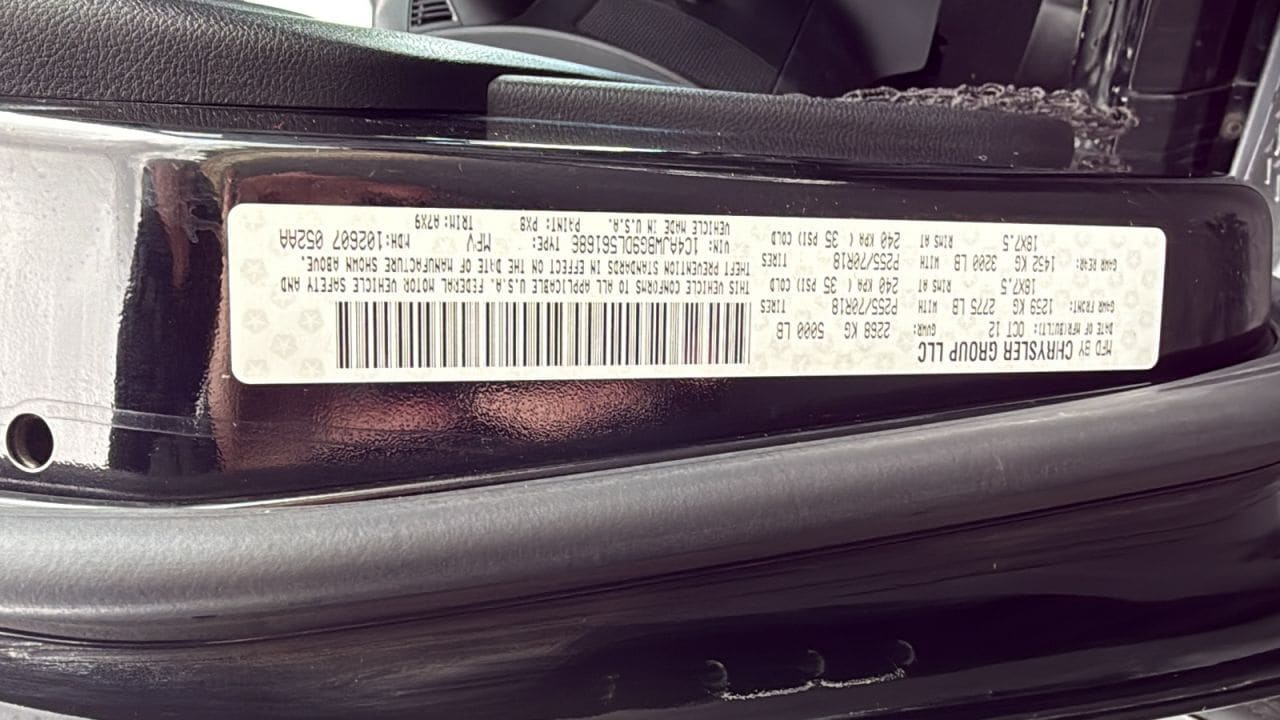 MFD BY CHRYSLER GROUP LLC
DATE OF MFR(BUILT): OCT 12 GVWR: 2268 KG 5000 LB
GAWR FRONT: 1259 KG 2775 LB WITH P255/70R18 TIRES
18X7.5 RIMS AT 240 KPA ( 35 PSI) COLD
GAWR REAR: 1452 KG 3200 LB WITH P255/70R18 TIRES
18X7.5 RIMS AT 240 KPA ( 35 PSI) COLD
THIS VEHICLE CONFORMS TO ALL APPLICABLE U.S.A. FEDERAL MOTOR VEHICLE SAFETY AND
THEFT PREVENTION STANDARDS IN EFFECT ON THE DATE OF MANUFACTURE SHOWN ABOVE.
VIN: 1C4AJWBG9DL561686 TYPE: MFV MDH:102607 052AA
VEHICLE MADE IN U.S.A. PAINT: PX8 TRIM: A7X9